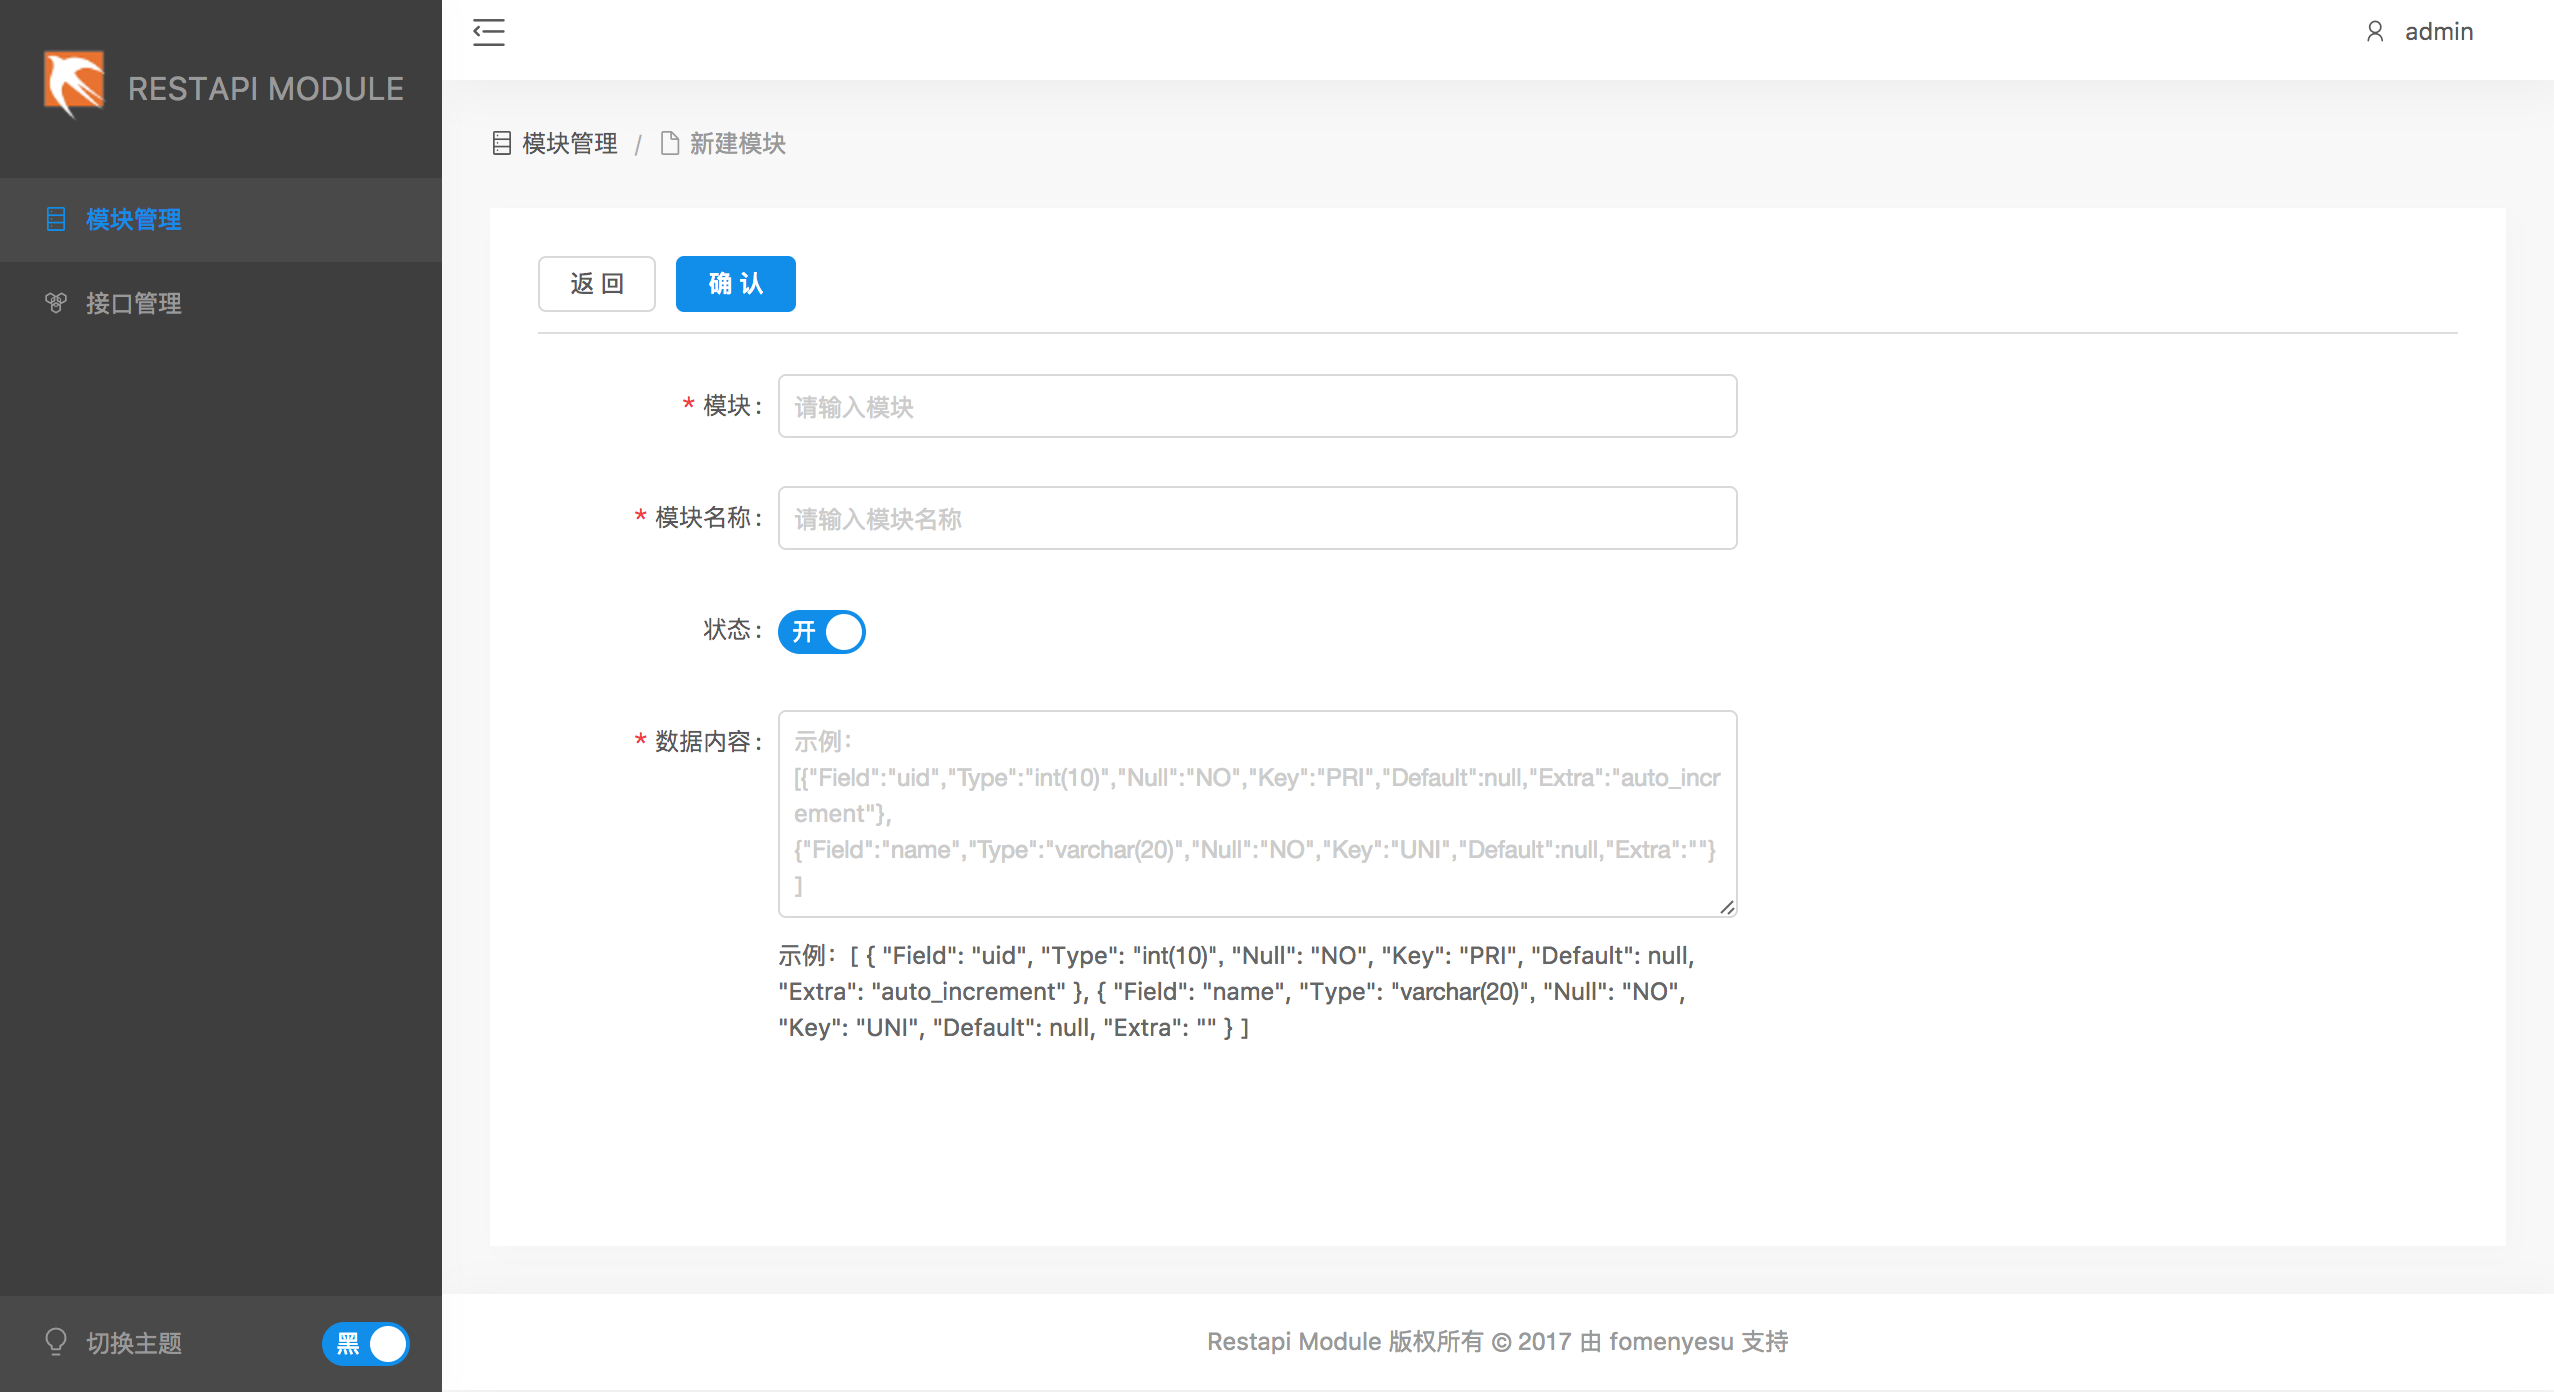 RESTAPI MODULE
admin
模块管理
接口管理
模块管理 / 新建模块
返 回
确 认
* 模块:
请输入模块
* 模块名称:
请输入模块名称
状态:
开
* 数据内容:
示例：
[{"Field":"uid","Type":"int(10)","Null":"NO","Key":"PRI","Default":null,"Extra":"auto_incr
ement"},
{"Field":"name","Type":"varchar(20)","Null":"NO","Key":"UNI","Default":null,"Extra":""}
]
示例：[ { "Field": "uid", "Type": "int(10)", "Null": "NO", "Key": "PRI", "Default": null,
"Extra": "auto_increment" }, { "Field": "name", "Type": "varchar(20)", "Null": "NO",
"Key": "UNI", "Default": null, "Extra": "" } ]
切换主题
黑
Restapi Module 版权所有 © 2017 由 fomenyesu 支持